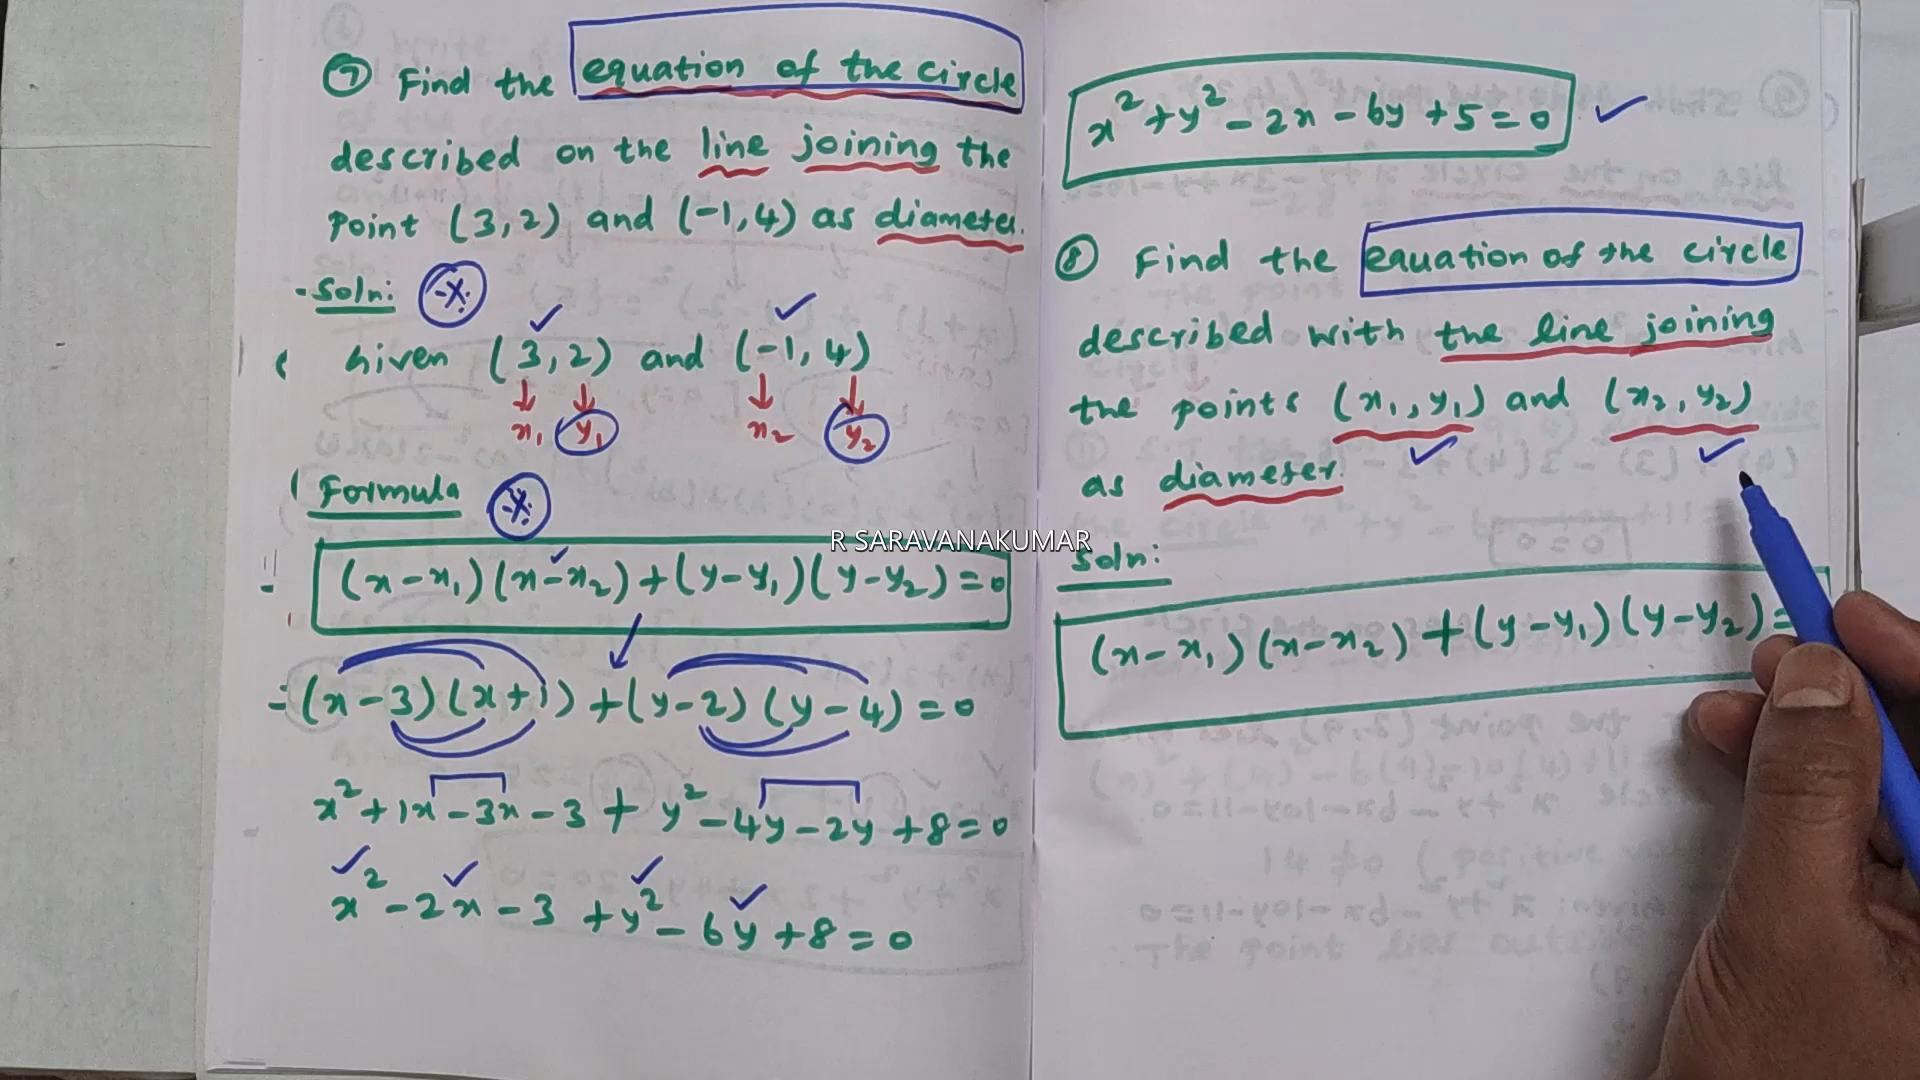 7 Find the equation of the circle
described on the line joining the
point (3,2) and (-1,4) as diameter.
Soln:
Given (3,2) and (-1,4)
x₁ y₁ x₂ y₂
Formula
(x-x₁)(x-x₂)+(y-y₁)(y-y₂)=0
(x-3)(x+1)+(y-2)(y-4)=0
x²+1x-3x-3+y²-4y-2y+8=0
x²-2x-3+y²-6y+8=0
x²+y²-2x-6y+5=0
8 Find the equation of the circle
described with the line joining
the points (x₁,y₁) and (x₂,y₂)
as diameter.
R SARAVANAKUMAR
Soln:
(x-x₁)(x-x₂)+(y-y₁)(y-y₂)=